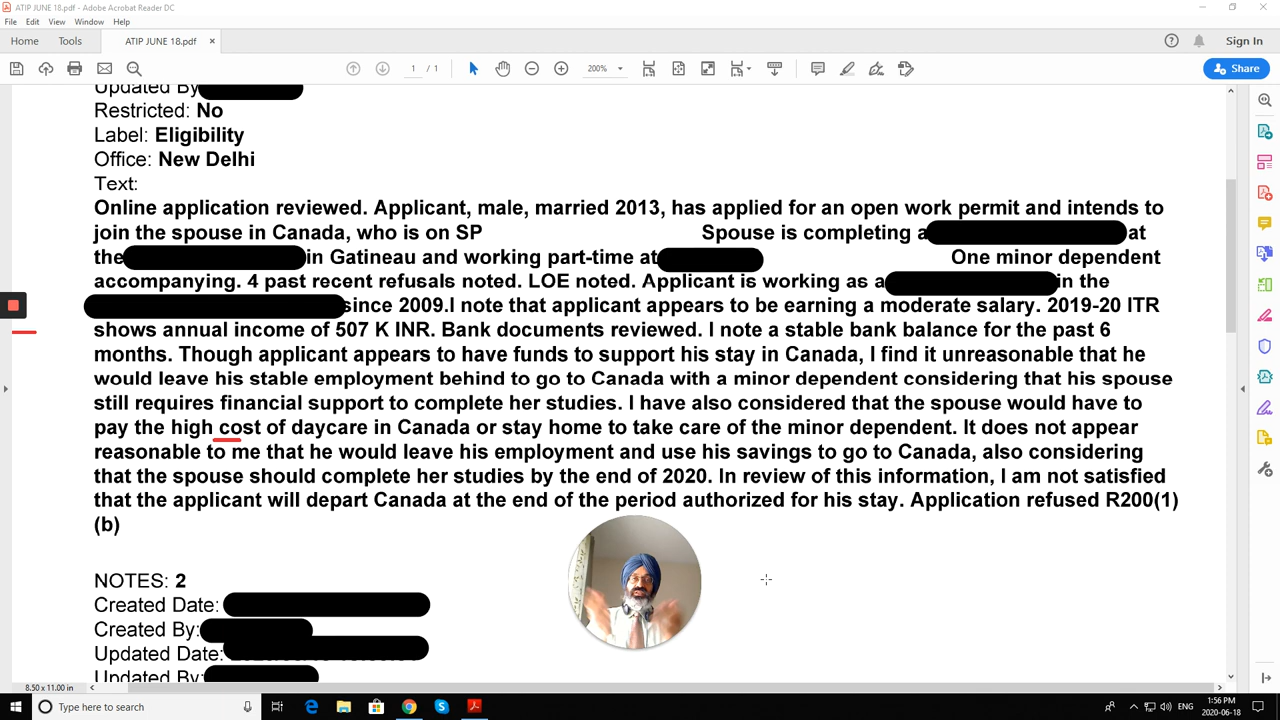 ATIP JUNE 18.pdf - Adobe Acrobat Reader DC
File Edit View Window Help
Home Tools ATIP JUNE 18.pdf × Sign In
1 / 1 200% Share
Updated By
Restricted: No
Label: Eligibility
Office: New Delhi
Text:
Online application reviewed. Applicant, male, married 2013, has applied for an open work permit and intends to
join the spouse in Canada, who is on SP Spouse is completing a at
the in Gatineau and working part-time at One minor dependent
accompanying. 4 past recent refusals noted. LOE noted. Applicant is working as a in the
since 2009.I note that applicant appears to be earning a moderate salary. 2019-20 ITR
shows annual income of 507 K INR. Bank documents reviewed. I note a stable bank balance for the past 6
months. Though applicant appears to have funds to support his stay in Canada, I find it unreasonable that he
would leave his stable employment behind to go to Canada with a minor dependent considering that his spouse
still requires financial support to complete her studies. I have also considered that the spouse would have to
pay the high cost of daycare in Canada or stay home to take care of the minor dependent. It does not appear
reasonable to me that he would leave his employment and use his savings to go to Canada, also considering
that the spouse should complete her studies by the end of 2020. In review of this information, I am not satisfied
that the applicant will depart Canada at the end of the period authorized for his stay. Application refused R200(1)
(b)
NOTES: 2
Created Date:
Created By:
Updated Date:
Updated By:
8.50 x 11.00 in
Type here to search
ENG
1:56 PM
2020-06-18